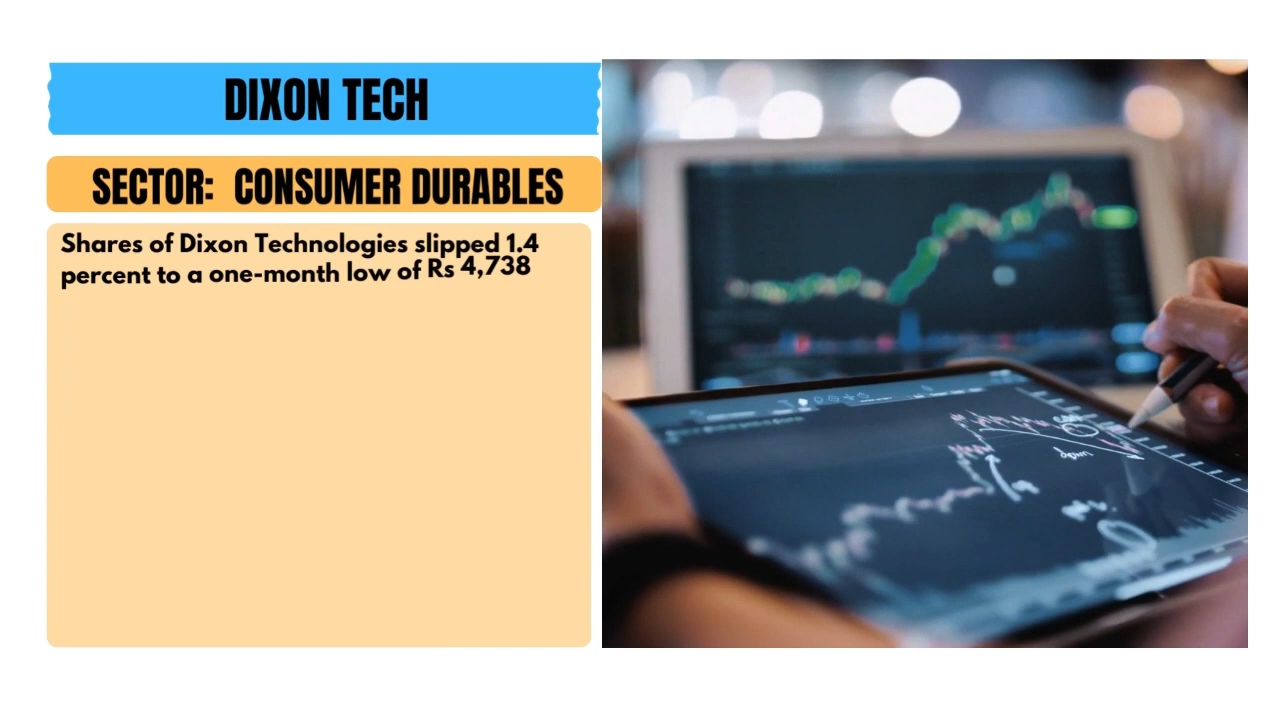 DIXON TECH
SECTOR: CONSUMER DURABLES
Shares of Dixon Technologies slipped 1.4
percent to a one-month low of Rs 4,738
down